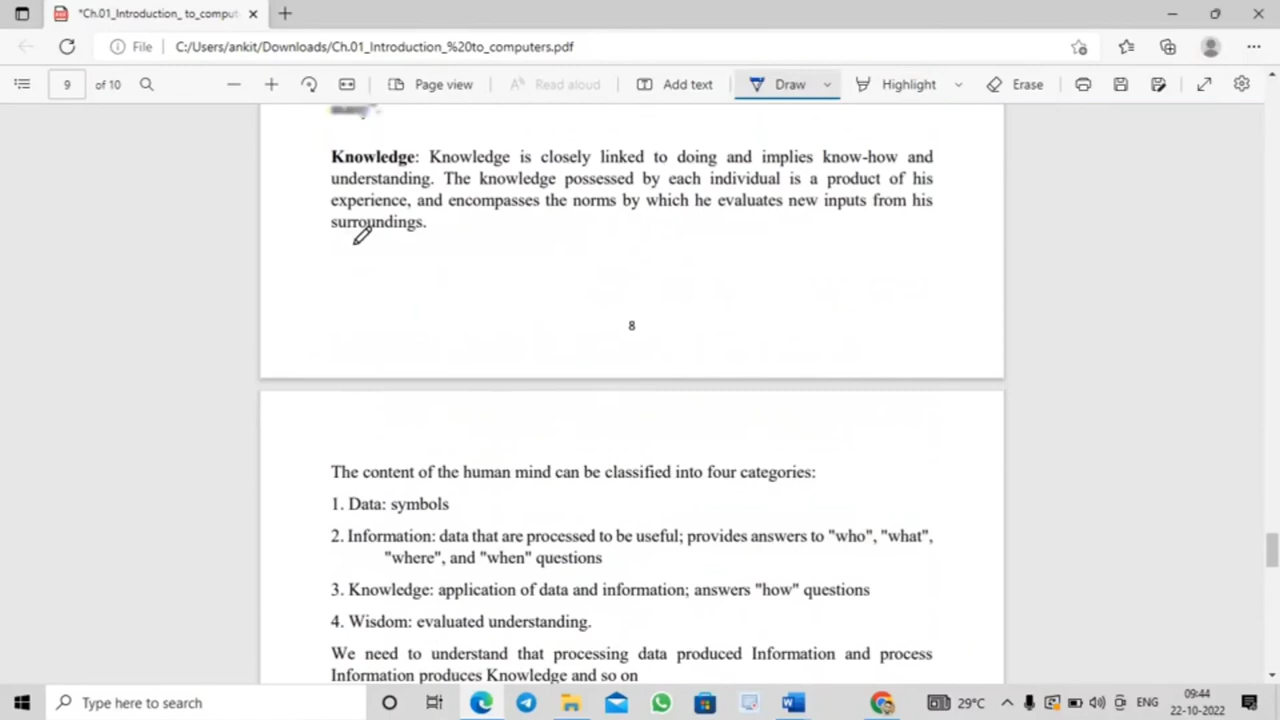 *Ch.01_Introduction_ to_comput
File
C:/Users/ankit/Downloads/Ch.01_Introduction_%20to_computers.pdf
9 of 10
Page view
Read aloud
Add text
Draw
Highlight
Erase
Knowledge: Knowledge is closely linked to doing and implies know-how and
understanding. The knowledge possessed by each individual is a product of his
experience, and encompasses the norms by which he evaluates new inputs from his
surroundings.
8
The content of the human mind can be classified into four categories:
1. Data: symbols
2. Information: data that are processed to be useful; provides answers to "who", "what",
"where", and "when" questions
3. Knowledge: application of data and information; answers "how" questions
4. Wisdom: evaluated understanding.
We need to understand that processing data produced Information and process
Information produces Knowledge and so on
Type here to search
29°C
ENG
09:44
22-10-2022